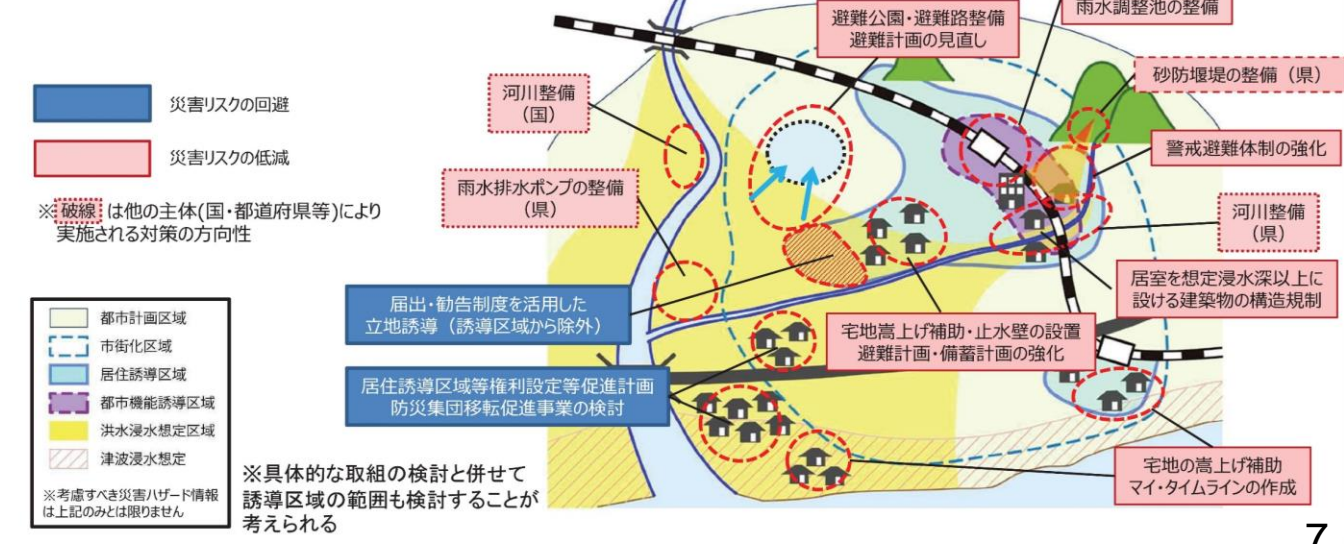 避難公園・避難路整備
避難計画の見直し
雨水調整池の整備
砂防堰堤の整備（県）
河川整備
（国）
災害リスクの回避
災害リスクの低減
警戒避難体制の強化
雨水排水ポンプの整備
（県）
※破線は他の主体(国・都道府県等)により
実施される対策の方向性
河川整備
（県）
居室を想定浸水深以上に
設ける建築物の構造規制
届出・勧告制度を活用した
立地誘導（誘導区域から除外）
宅地嵩上げ補助・止水壁の設置
避難計画・備蓄計画の強化
居住誘導区域等権利設定等促進計画
防災集団移転促進事業の検討
都市計画区域
市街化区域
居住誘導区域
都市機能誘導区域
洪水浸水想定区域
津波浸水想定
※考慮すべき災害ハザード情報
は上記のみとは限りません
※具体的な取組の検討と併せて
誘導区域の範囲も検討することが
考えられる
宅地の嵩上げ補助
マイ・タイムラインの作成
7